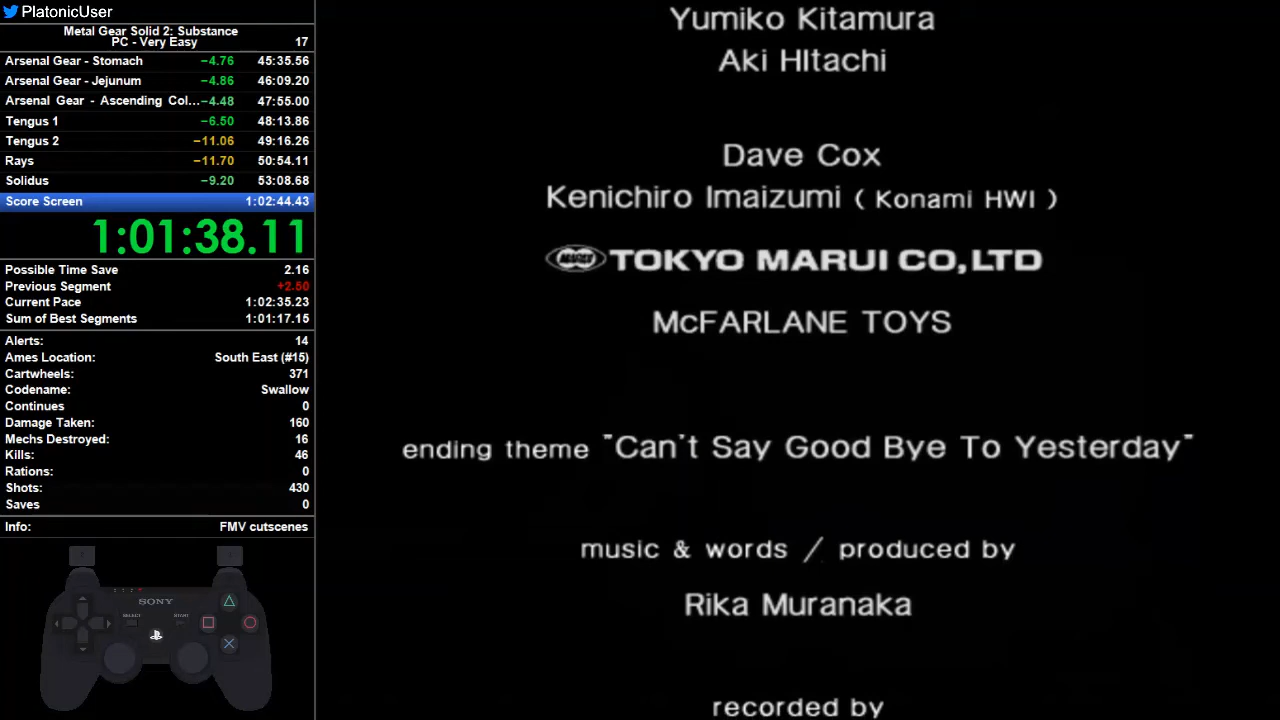 PlatonicUser
Metal Gear Solid 2: Substance
PC - Very Easy 17
Arsenal Gear - Stomach −4.76 45:35.56
Arsenal Gear - Jejunum −4.86 46:09.20
Arsenal Gear - Ascending Col... −4.48 47:55.00
Tengus 1 −6.50 48:13.86
Tengus 2 −11.06 49:16.26
Rays −11.70 50:54.11
Solidus −9.20 53:08.68
Score Screen 1:02:44.43
1:01:38.11
Possible Time Save 2.16
Previous Segment +2.50
Current Pace 1:02:35.23
Sum of Best Segments 1:01:17.15
Alerts: 14
Ames Location: South East (#15)
Cartwheels: 371
Codename: Swallow
Continues 0
Damage Taken: 160
Mechs Destroyed: 16
Kills: 46
Rations: 0
Shots: 430
Saves 0
Info: FMV cutscenes
SONY
SELECT START
Yumiko Kitamura
Aki HItachi
Dave Cox
Kenichiro Imaizumi ( Konami HWI )
MARUI TOKYO MARUI CO,LTD
McFARLANE TOYS
ending theme "Can't Say Good Bye To Yesterday"
music & words / produced by
Rika Muranaka
recorded by